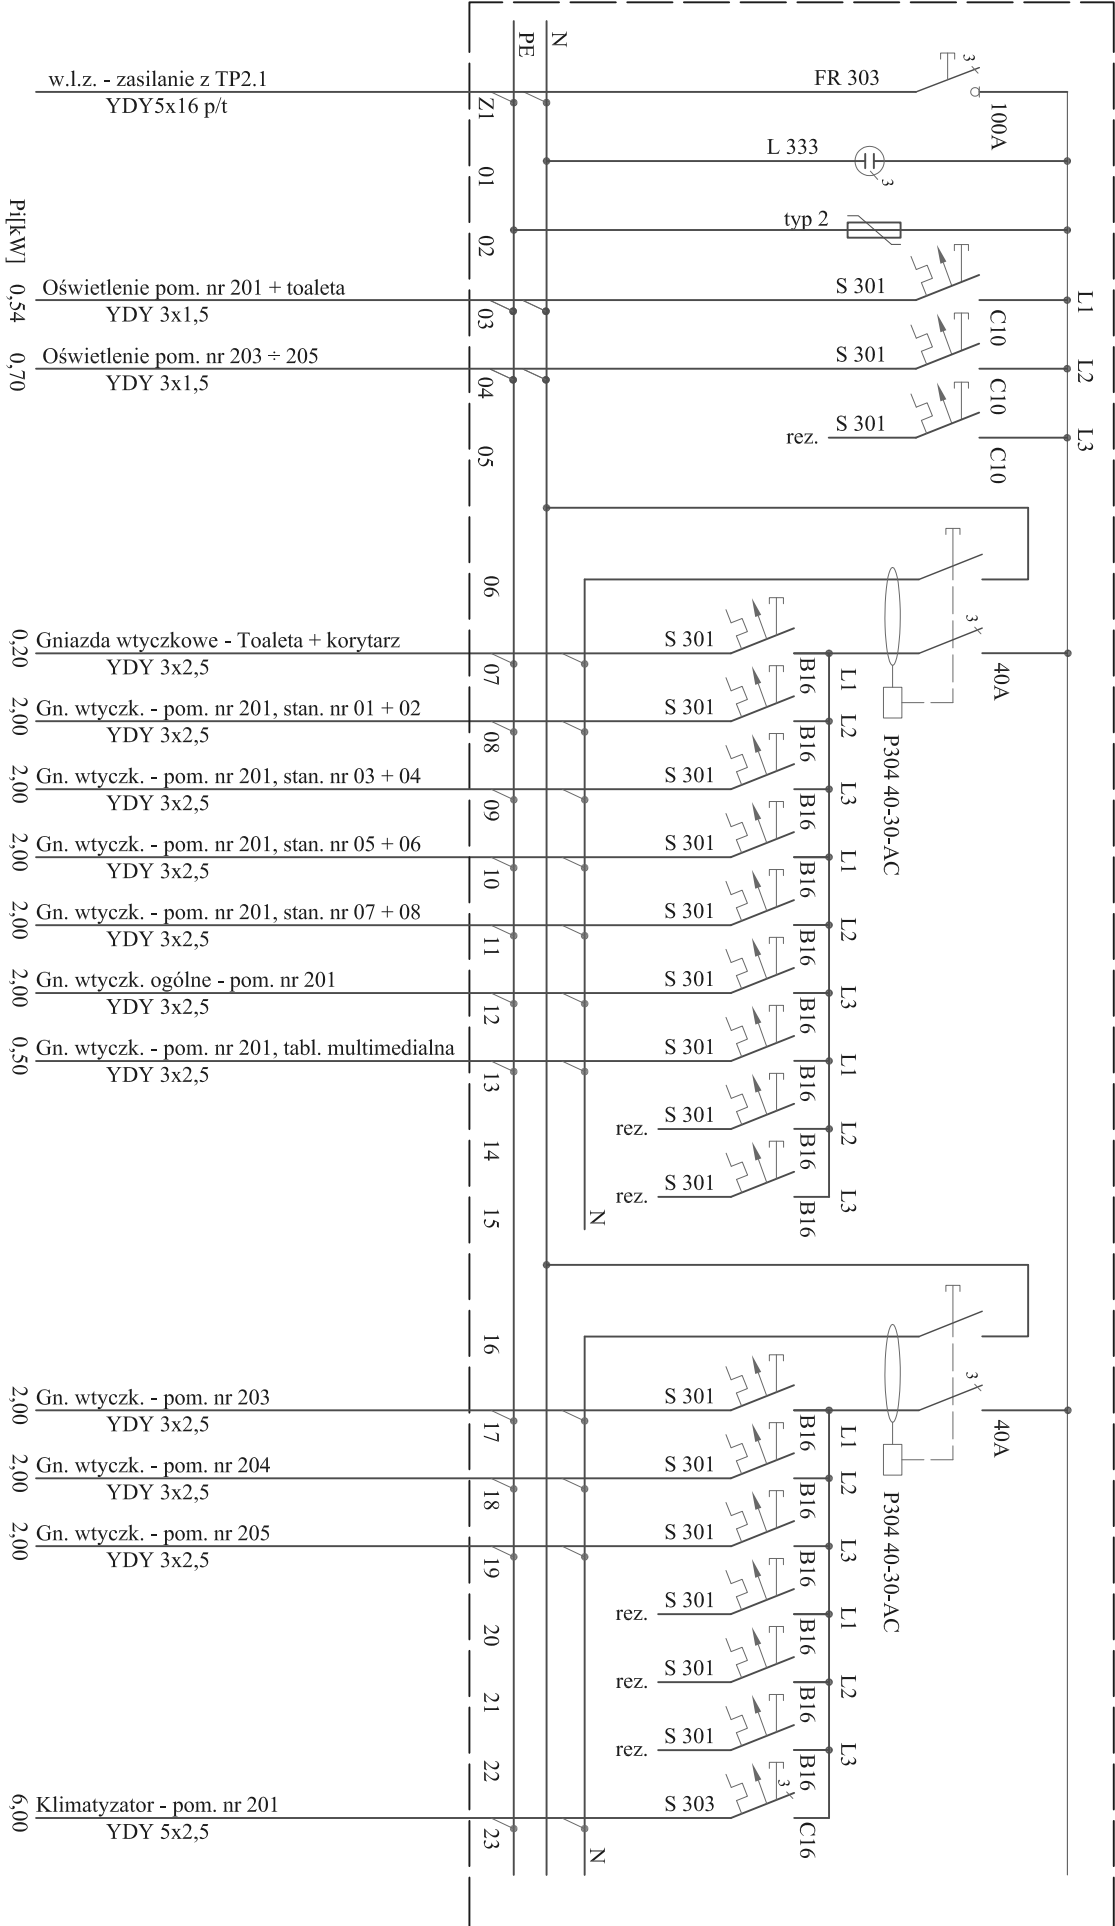 PE
N
w.l.z. - zasilanie z TP2.1
YDY5x16 p/t
Z1
FR 303
3
100A
01
L 333
3
02
typ 2
Pi[kW]
0,54
Oświetlenie pom. nr 201 + toaleta
YDY 3x1,5
03
S 301
C10
L1
0,70
Oświetlenie pom. nr 203 ÷ 205
YDY 3x1,5
04
S 301
C10
L2
05
rez.
S 301
C10
L3
06
3
40A
P304 40-30-AC
0,20
Gniazda wtyczkowe - Toaleta + korytarz
YDY 3x2,5
07
S 301
B16
L1
2,00
Gn. wtyczk. - pom. nr 201, stan. nr 01 + 02
YDY 3x2,5
08
S 301
B16
L2
2,00
Gn. wtyczk. - pom. nr 201, stan. nr 03 + 04
YDY 3x2,5
09
S 301
B16
L3
2,00
Gn. wtyczk. - pom. nr 201, stan. nr 05 + 06
YDY 3x2,5
10
S 301
B16
L1
2,00
Gn. wtyczk. - pom. nr 201, stan. nr 07 + 08
YDY 3x2,5
11
S 301
B16
L2
2,00
Gn. wtyczk. ogólne - pom. nr 201
YDY 3x2,5
12
S 301
B16
L3
0,50
Gn. wtyczk. - pom. nr 201, tabl. multimedialna
YDY 3x2,5
13
S 301
B16
L1
14
rez.
S 301
B16
L2
15
rez.
S 301
B16
L3
N
16
3
40A
P304 40-30-AC
2,00
Gn. wtyczk. - pom. nr 203
YDY 3x2,5
17
S 301
B16
L1
2,00
Gn. wtyczk. - pom. nr 204
YDY 3x2,5
18
S 301
B16
L2
2,00
Gn. wtyczk. - pom. nr 205
YDY 3x2,5
19
S 301
B16
L3
20
rez.
S 301
B16
L1
21
rez.
S 301
B16
L2
22
rez.
S 301
B16
L3
6,00
Klimatyzator - pom. nr 201
YDY 5x2,5
23
S 303
3
C16
N